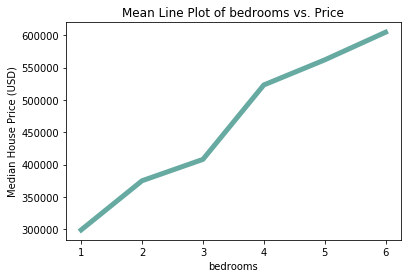 Mean Line Plot of bedrooms vs. Price
Median House Price (USD)
600000
550000
500000
450000
400000
350000
300000
1 2 3 4 5 6
bedrooms